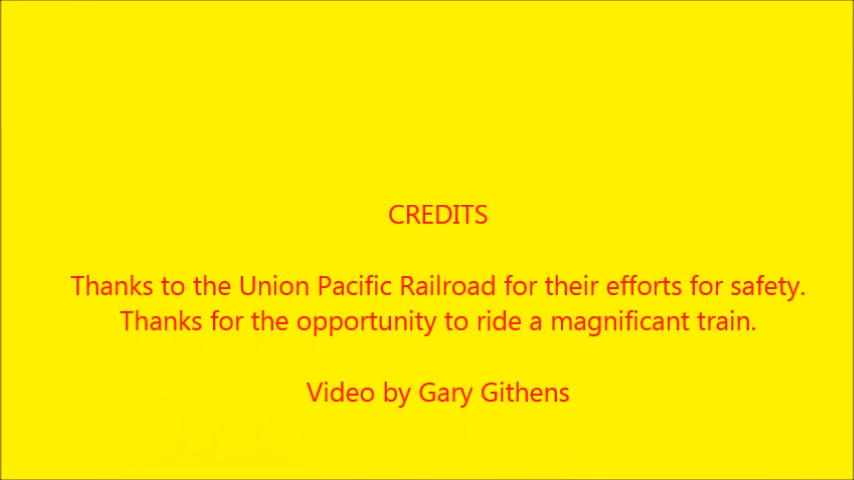 CREDITS
Thanks to the Union Pacific Railroad for their efforts for safety.
Thanks for the opportunity to ride a magnificant train.
Video by Gary Githens